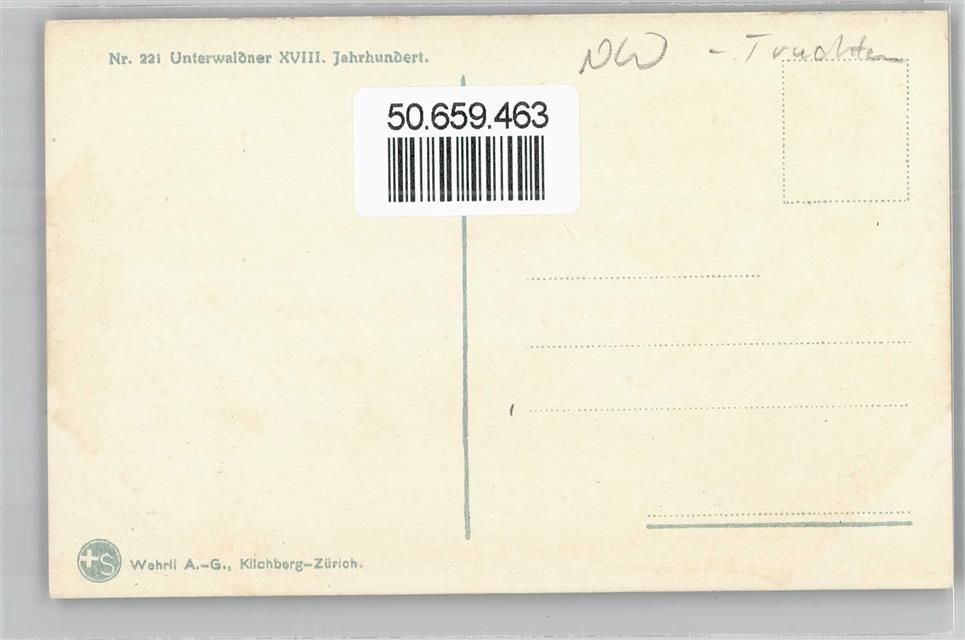 Nr. 221 Unterwaldner XVIII. Jahrhundert.
NW - Trachten
50.659.463
+S
Wehrli A.-G., Kilchberg-Zürich.